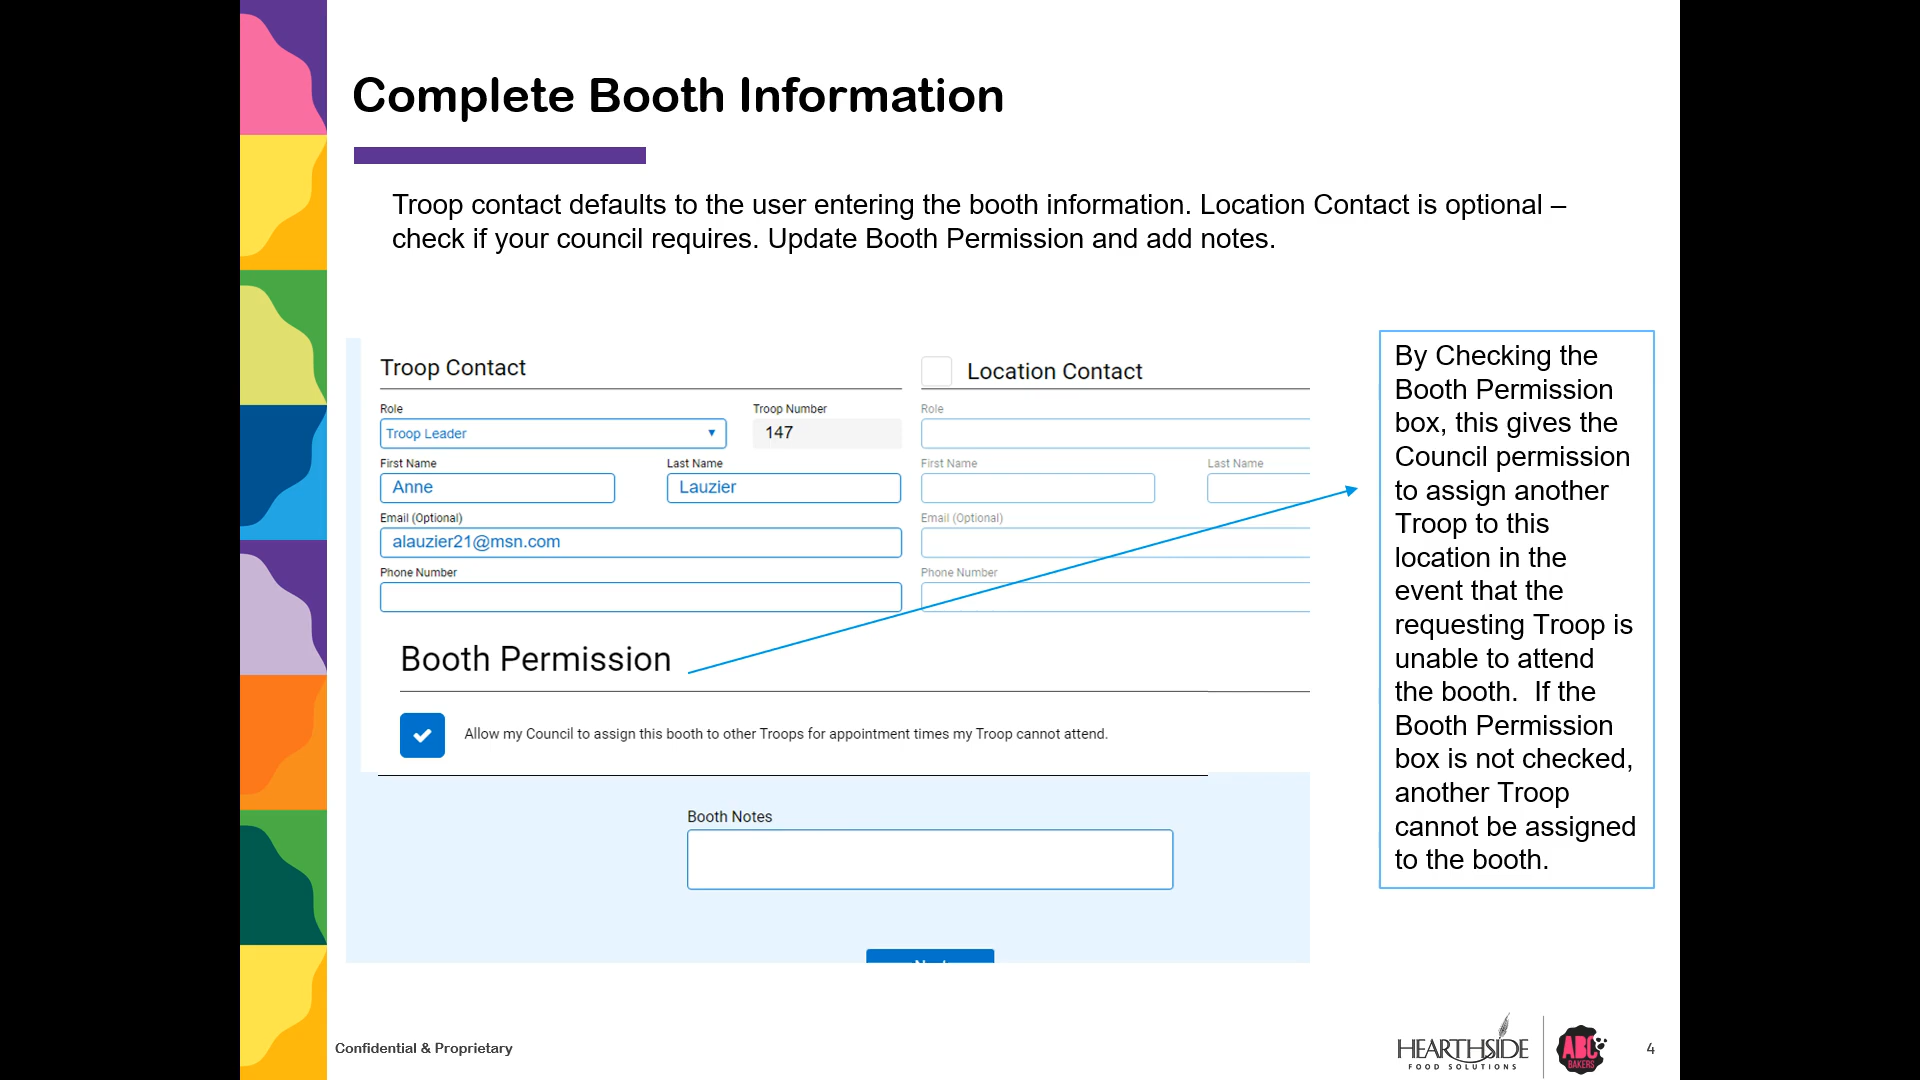 Complete Booth Information
Troop contact defaults to the user entering the booth information. Location Contact is optional –
check if your council requires. Update Booth Permission and add notes.
Troop Contact
Role
Troop Number
Troop Leader
147
First Name
Last Name
Anne
Lauzier
Email (Optional)
alauzier21@msn.com
Phone Number
Location Contact
Role
First Name
Last Name
Email (Optional)
Phone Number
Booth Permission
Allow my Council to assign this booth to other Troops for appointment times my Troop cannot attend.
Booth Notes
By Checking the
Booth Permission
box, this gives the
Council permission
to assign another
Troop to this
location in the
event that the
requesting Troop is
unable to attend
the booth.  If the
Booth Permission
box is not checked,
another Troop
cannot be assigned
to the booth.
Confidential & Proprietary
HEARTHSIDE
FOOD SOLUTIONS
ABC
BAKERS
4